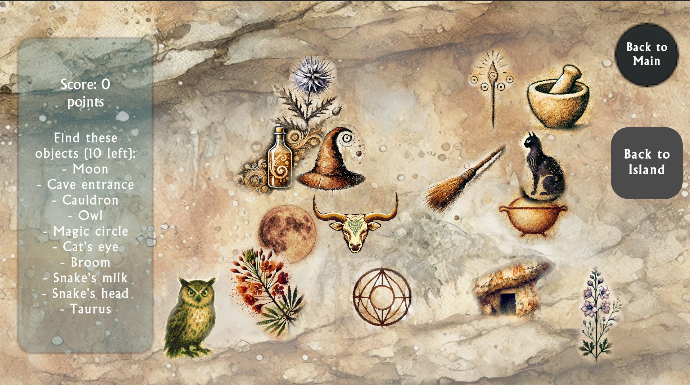 Score: 0
points
Find these
objects (10 left):
- Moon
- Cave entrance
- Cauldron
- Owl
- Magic circle
- Cat's eye
- Broom
- Snake's milk
- Snake's head
- Taurus
Back to
Main
Back to
Island